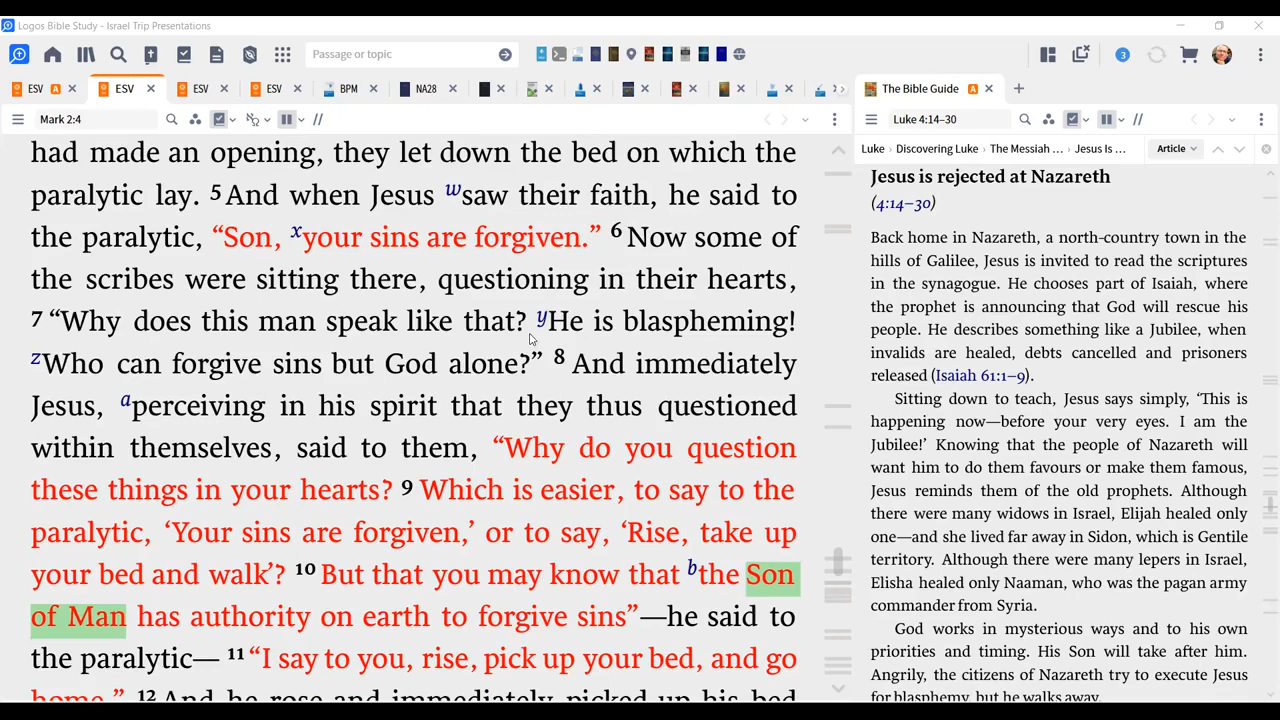 Logos Bible Study - Israel Trip Presentations
Passage or topic
3
ESV A
ESV
ESV
ESV
BPM
NA28
The Bible Guide A
Mark 2:4
Luke 4:14–30
Luke › Discovering Luke › The Messiah ... › Jesus Is ...
Article
had made an opening, they let down the bed on which the
paralytic lay. 5 And when Jesus wsaw their faith, he said to
the paralytic, “Son, xyour sins are forgiven.” 6 Now some of
the scribes were sitting there, questioning in their hearts,
7 “Why does this man speak like that? yHe is blaspheming!
zWho can forgive sins but God alone?” 8 And immediately
Jesus, aperceiving in his spirit that they thus questioned
within themselves, said to them, “Why do you question
these things in your hearts? 9 Which is easier, to say to the
paralytic, ‘Your sins are forgiven,’ or to say, ‘Rise, take up
your bed and walk’? 10 But that you may know that bthe Son
of Man has authority on earth to forgive sins”—he said to
the paralytic— 11 “I say to you, rise, pick up your bed, and go
home.” 12 And he rose and immediately picked up his bed
Jesus is rejected at Nazareth
(4:14–30)
Back home in Nazareth, a north-country town in the
hills of Galilee, Jesus is invited to read the scriptures
in the synagogue. He chooses part of Isaiah, where
the prophet is announcing that God will rescue his
people. He describes something like a Jubilee, when
invalids are healed, debts cancelled and prisoners
released (Isaiah 61:1–9).
Sitting down to teach, Jesus says simply, ‘This is
happening now—before your very eyes. I am the
Jubilee!’ Knowing that the people of Nazareth will
want him to do them favours or make them famous,
Jesus reminds them of the old prophets. Although
there were many widows in Israel, Elijah healed only
one—and she lived far away in Sidon, which is Gentile
territory. Although there were many lepers in Israel,
Elisha healed only Naaman, who was the pagan army
commander from Syria.
God works in mysterious ways and to his own
priorities and timing. His Son will take after him.
Angrily, the citizens of Nazareth try to execute Jesus
for blasphemy, but he walks away.